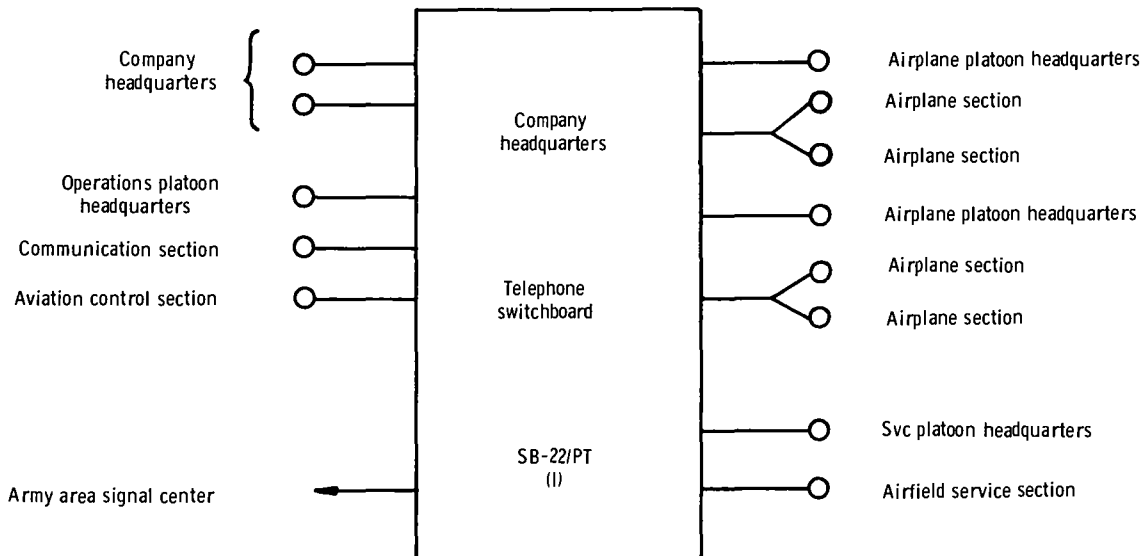 Company
headquarters
Operations platoon
headquarters
Communication section
Aviation control section
Army area signal center
Company
headquarters
Telephone
switchboard
SB-22/PT
(I)
Airplane platoon headquarters
Airplane section
Airplane section
Airplane platoon headquarters
Airplane section
Airplane section
Svc platoon headquarters
Airfield service section